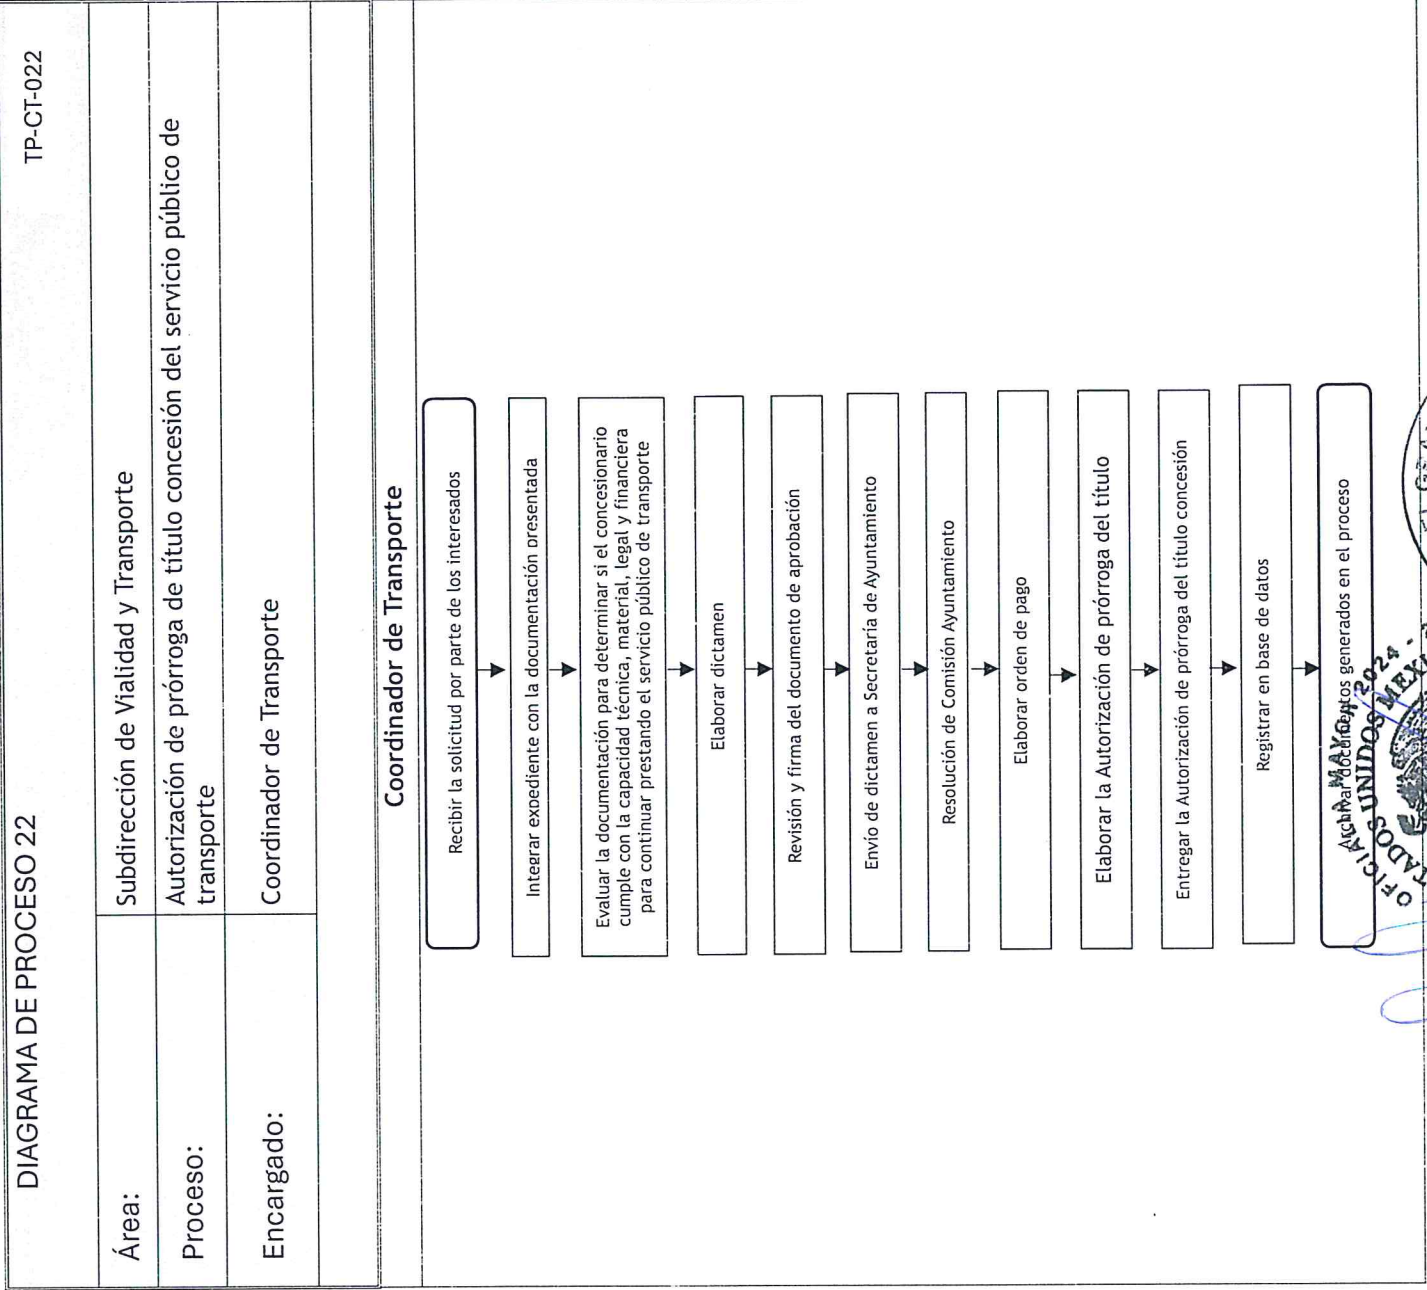 DIAGRAMA DE PROCESO 22 TP-CT-022
Área: Subdirección de Vialidad y Transporte
Proceso: Autorización de prórroga de título concesión del servicio público de
transporte
Encargado: Coordinador de Transporte
Coordinador de Transporte
Recibir la solicitud por parte de los interesados
Integrar expediente con la documentación presentada
Evaluar la documentación para determinar si el concesionario
cumple con la capacidad técnica, material, legal y financiera
para continuar prestando el servicio público de transporte
Elaborar dictamen
Revisión y firma del documento de aprobación
Envío de dictamen a Secretaría de Ayuntamiento
Resolución de Comisión Ayuntamiento
Elaborar orden de pago
Elaborar la Autorización de prórroga del título
Entregar la Autorización de prórroga del título concesión
Registrar en base de datos
Archivar documentos generados en el proceso
OFICIALIA MAYOR 2024 -
UNIDOS